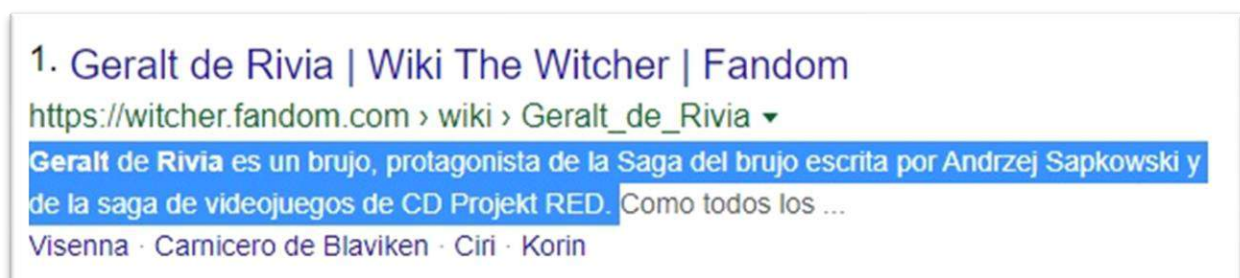 1. Geralt de Rivia | Wiki The Witcher | Fandom
https://witcher.fandom.com › wiki › Geralt_de_Rivia ▾
Geralt de Rivia es un brujo, protagonista de la Saga del brujo escrita por Andrzej Sapkowski y
de la saga de videojuegos de CD Projekt RED. Como todos los ...
Visenna · Carnicero de Blaviken · Ciri · Korin